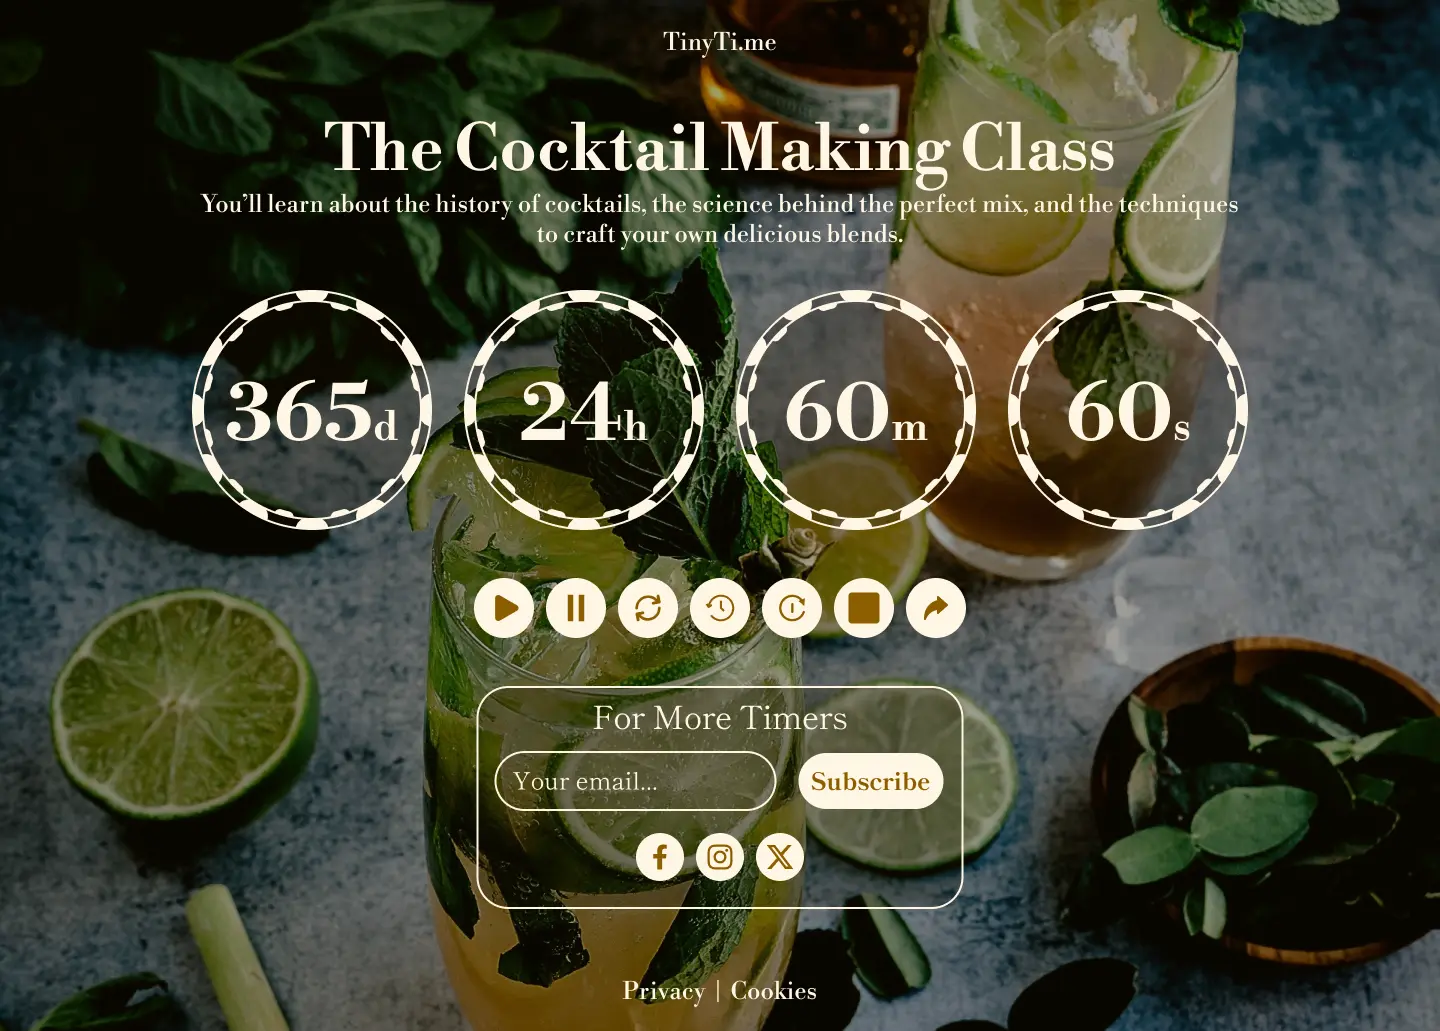 TinyTi.me
The Cocktail Making Class
You’ll learn about the history of cocktails, the science behind the perfect mix, and the techniques
to craft your own delicious blends.
365d 24h 60m 60s
For More Timers
Your email... Subscribe
Privacy | Cookies